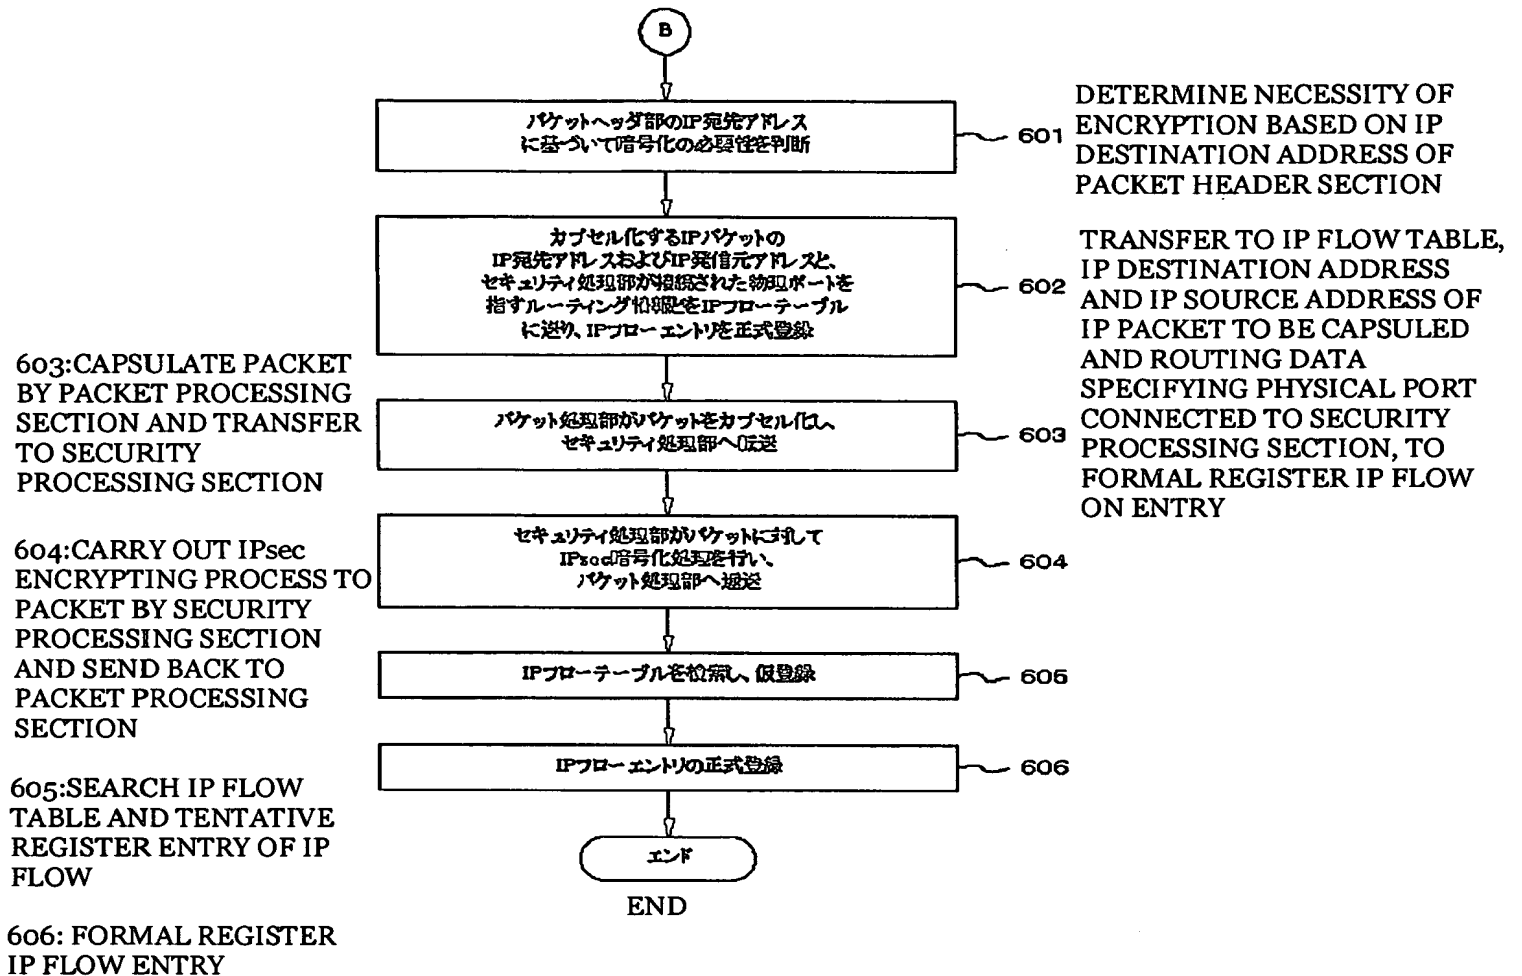 B
パケットヘッダ部のIP宛先アドレス
に基づいて暗号化の必要性を判断
601
DETERMINE NECESSITY OF
ENCRYPTION BASED ON IP
DESTINATION ADDRESS OF
PACKET HEADER SECTION
カプセル化するIPパケットの
IP宛先アドレスおよびIP発信元アドレスと、
セキュリティ処理部が接続された物理ポートを
指すルーティング情報とをIPフローテーブル
に送り、IPフローエントリを正式登録
602
TRANSFER TO IP FLOW TABLE,
IP DESTINATION ADDRESS
AND IP SOURCE ADDRESS OF
IP PACKET TO BE CAPSULED
AND ROUTING DATA
SPECIFYING PHYSICAL PORT
CONNECTED TO SECURITY
PROCESSING SECTION, TO
FORMAL REGISTER IP FLOW
ON ENTRY
603:CAPSULATE PACKET
BY PACKET PROCESSING
SECTION AND TRANSFER
TO SECURITY
PROCESSING SECTION
パケット処理部がパケットをカプセル化し、
セキュリティ処理部へ転送
603
604:CARRY OUT IPsec
ENCRYPTING PROCESS TO
PACKET BY SECURITY
PROCESSING SECTION
AND SEND BACK TO
PACKET PROCESSING
SECTION
セキュリティ処理部がパケットに対して
IPsec暗号化処理を行い、
パケット処理部へ返送
604
IPフローテーブルを検索し、仮登録
605
605:SEARCH IP FLOW
TABLE AND TENTATIVE
REGISTER ENTRY OF IP
FLOW
IPフローエントリの正式登録
606
エンド
END
606: FORMAL REGISTER
IP FLOW ENTRY